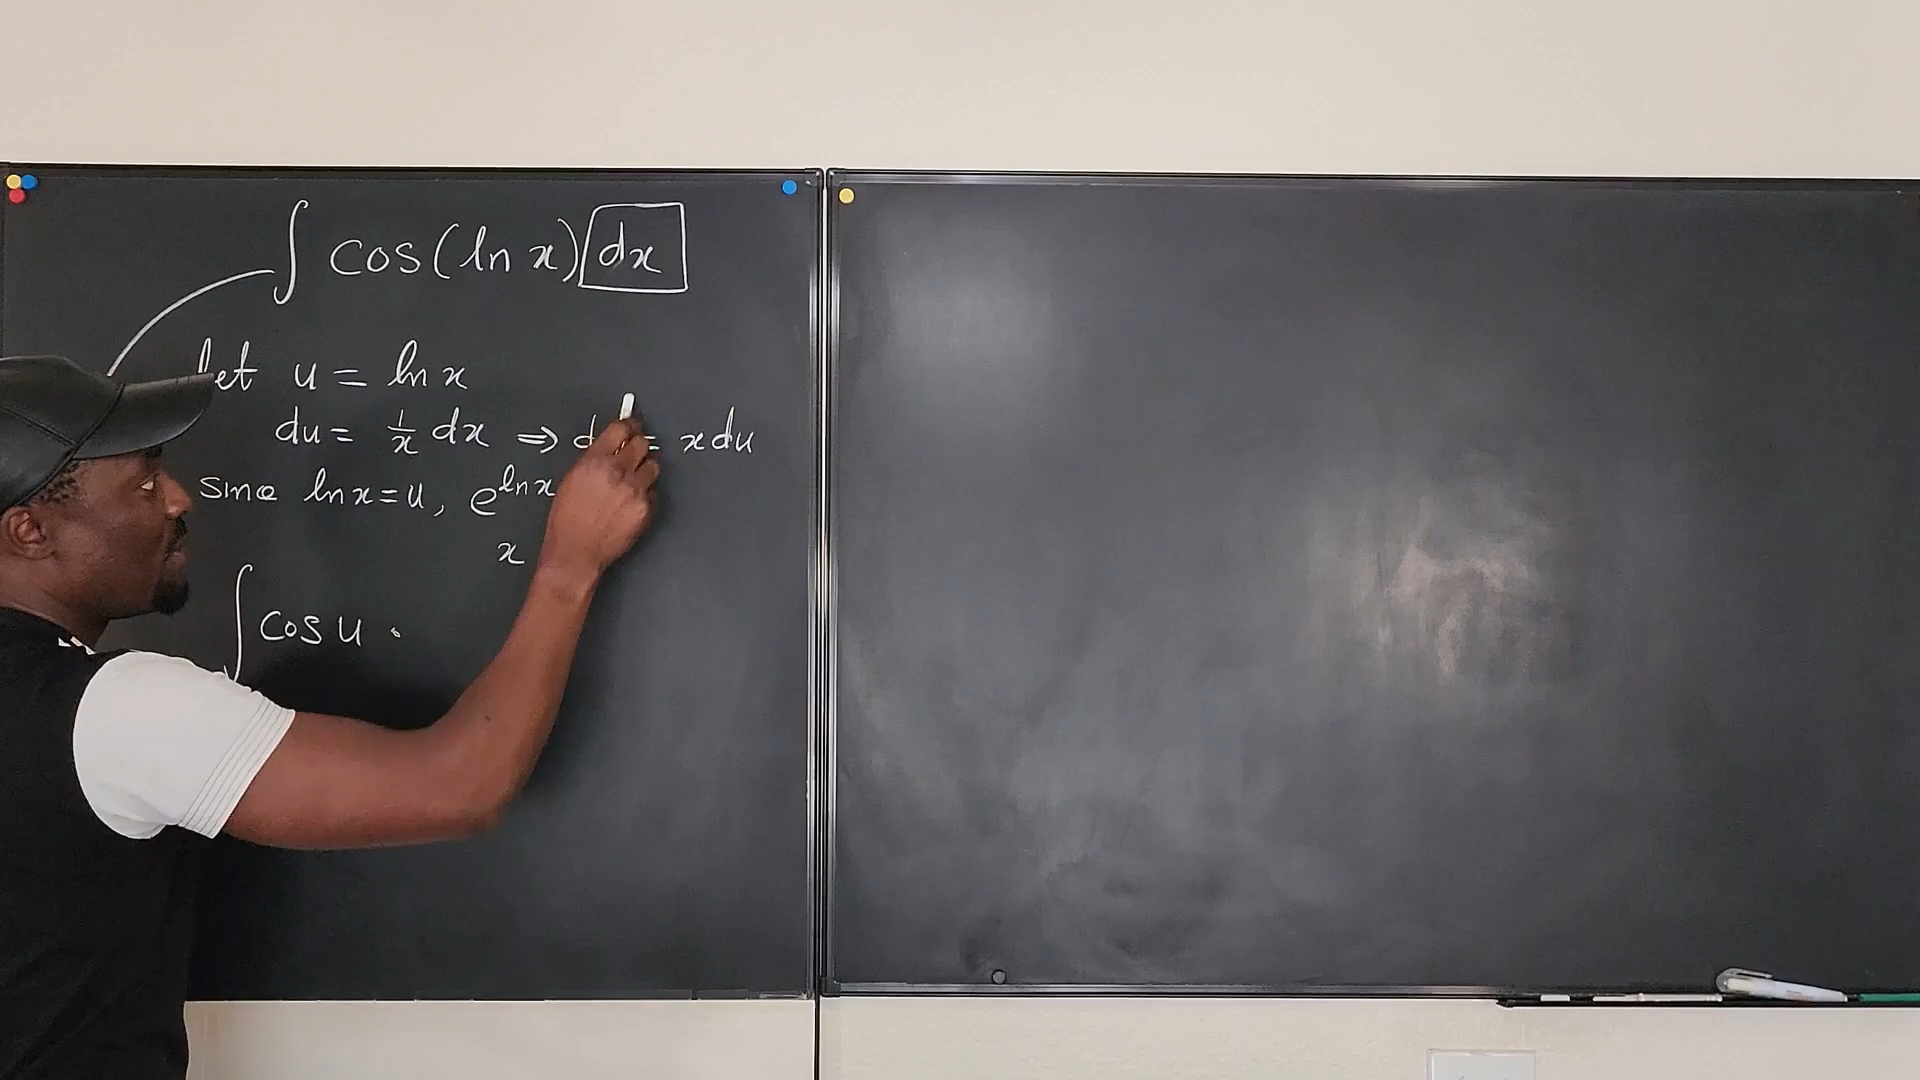 ∫ cos(ln x) dx
let u = ln x
du = 1/x dx ⇒ d = x du
since ln x = u, e^ln x
x
∫ cos u ·